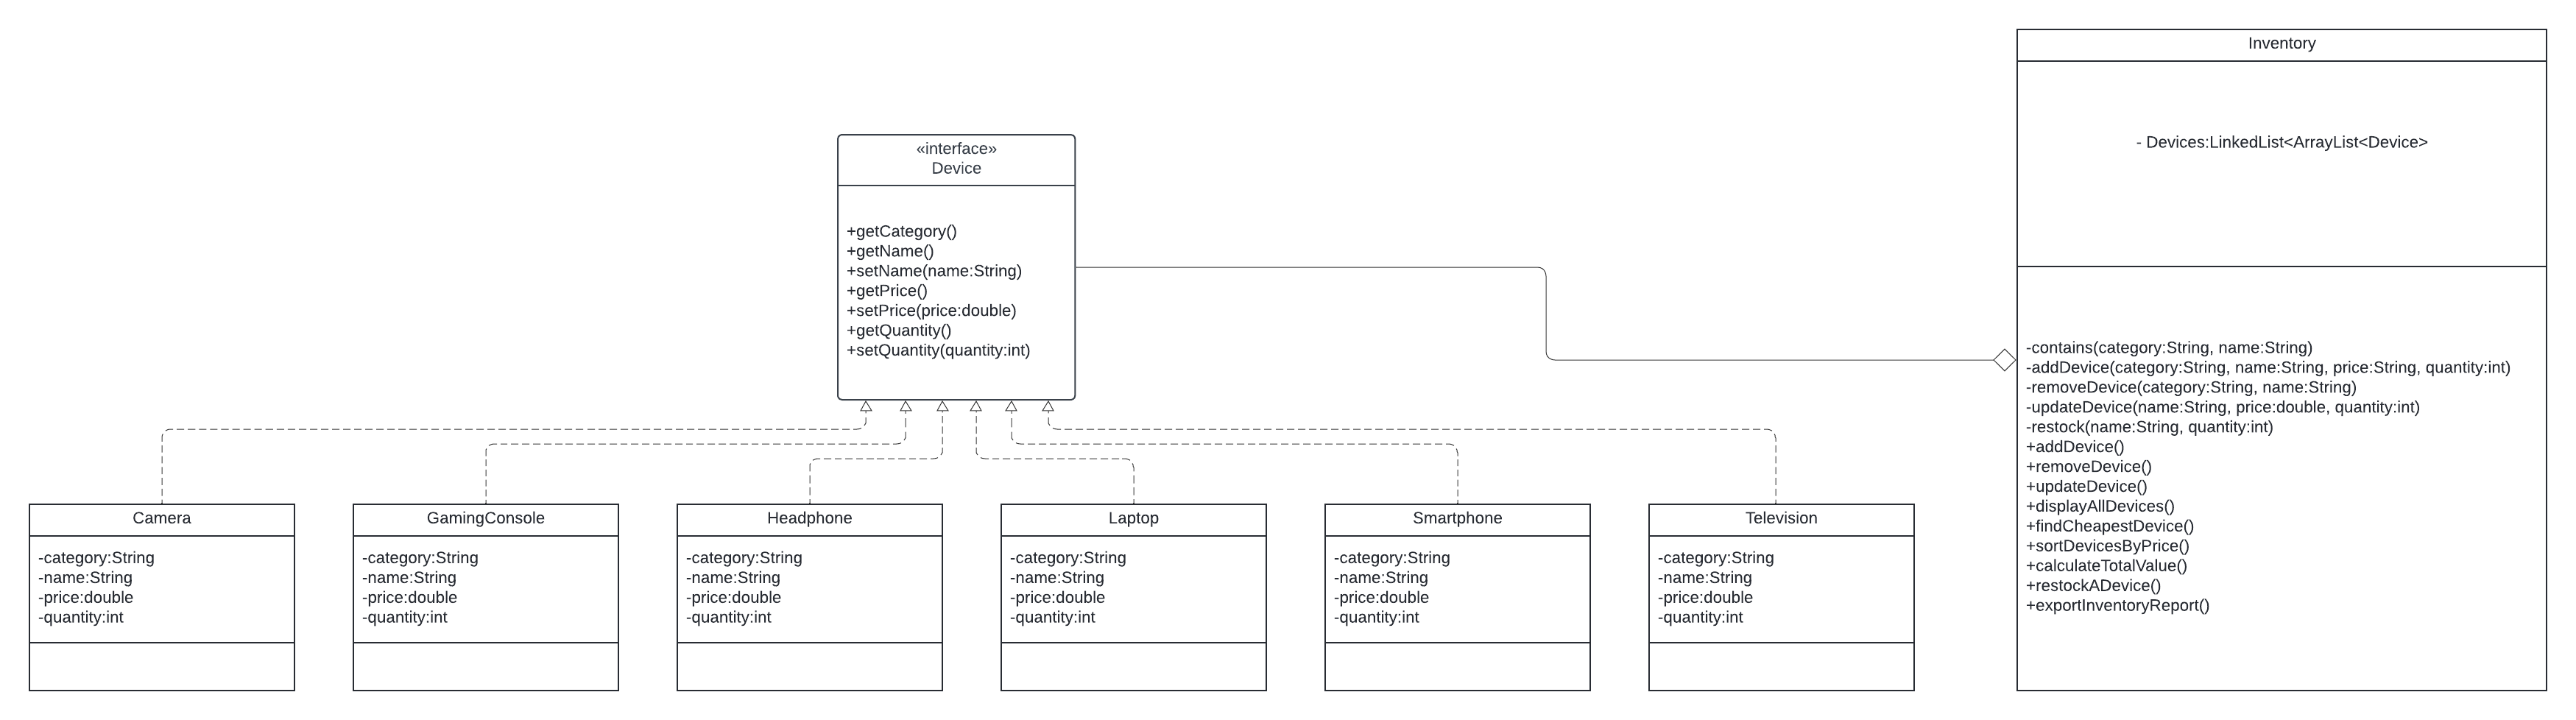 Inventory
- Devices:LinkedList<ArrayList<Device>
-contains(category:String, name:String)
-addDevice(category:String, name:String, price:String, quantity:int)
-removeDevice(category:String, name:String)
-updateDevice(name:String, price:double, quantity:int)
-restock(name:String, quantity:int)
+addDevice()
+removeDevice()
+updateDevice()
+displayAllDevices()
+findCheapestDevice()
+sortDevicesByPrice()
+calculateTotalValue()
+restockADevice()
+exportInventoryReport()
«interface»
Device
+getCategory()
+getName()
+setName(name:String)
+getPrice()
+setPrice(price:double)
+getQuantity()
+setQuantity(quantity:int)
Camera
-category:String
-name:String
-price:double
-quantity:int
GamingConsole
-category:String
-name:String
-price:double
-quantity:int
Headphone
-category:String
-name:String
-price:double
-quantity:int
Laptop
-category:String
-name:String
-price:double
-quantity:int
Smartphone
-category:String
-name:String
-price:double
-quantity:int
Television
-category:String
-name:String
-price:double
-quantity:int